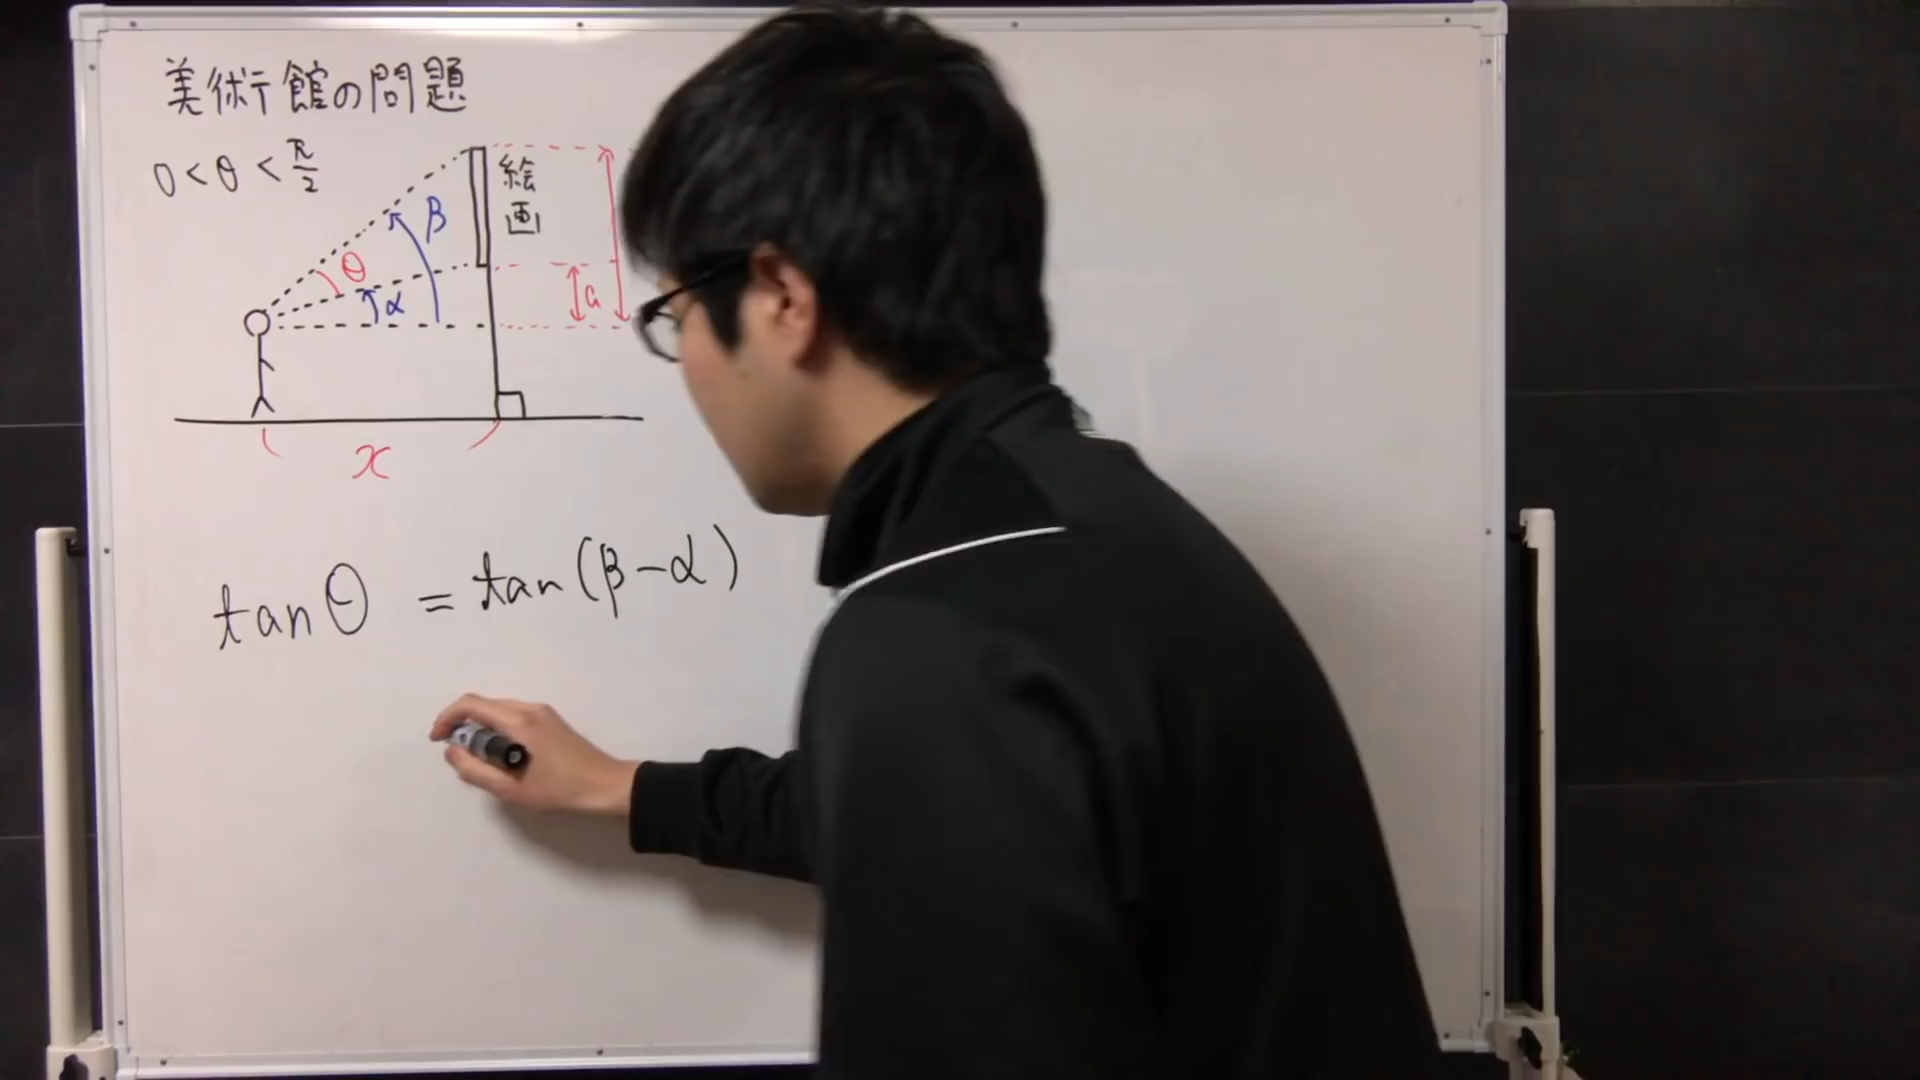 美術館の問題
0 < θ < π/2
絵画
β
θ
α
a
x
tanθ = tan(β-α)